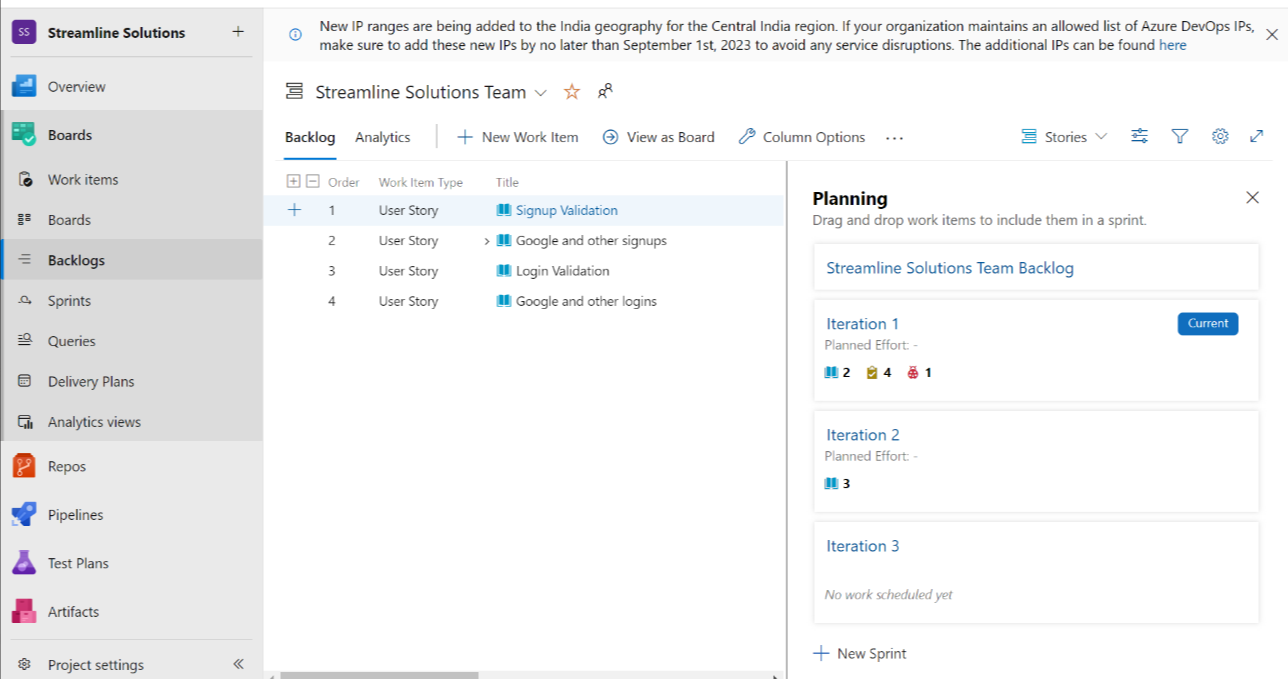 SS Streamline Solutions +
New IP ranges are being added to the India geography for the Central India region. If your organization maintains an allowed list of Azure DevOps IPs,
make sure to add these new IPs by no later than September 1st, 2023 to avoid any service disruptions. The additional IPs can be found here
Overview
Boards
Work items
Boards
Backlogs
Sprints
Queries
Delivery Plans
Analytics views
Repos
Pipelines
Test Plans
Artifacts
Project settings
Streamline Solutions Team
Backlog Analytics New Work Item View as Board Column Options ... Stories
Order Work Item Type Title
1 User Story Signup Validation
2 User Story Google and other signups
3 User Story Login Validation
4 User Story Google and other logins
Planning
Drag and drop work items to include them in a sprint.
Streamline Solutions Team Backlog
Iteration 1 Current
Planned Effort: -
2 4 1
Iteration 2
Planned Effort: -
3
Iteration 3
No work scheduled yet
+ New Sprint